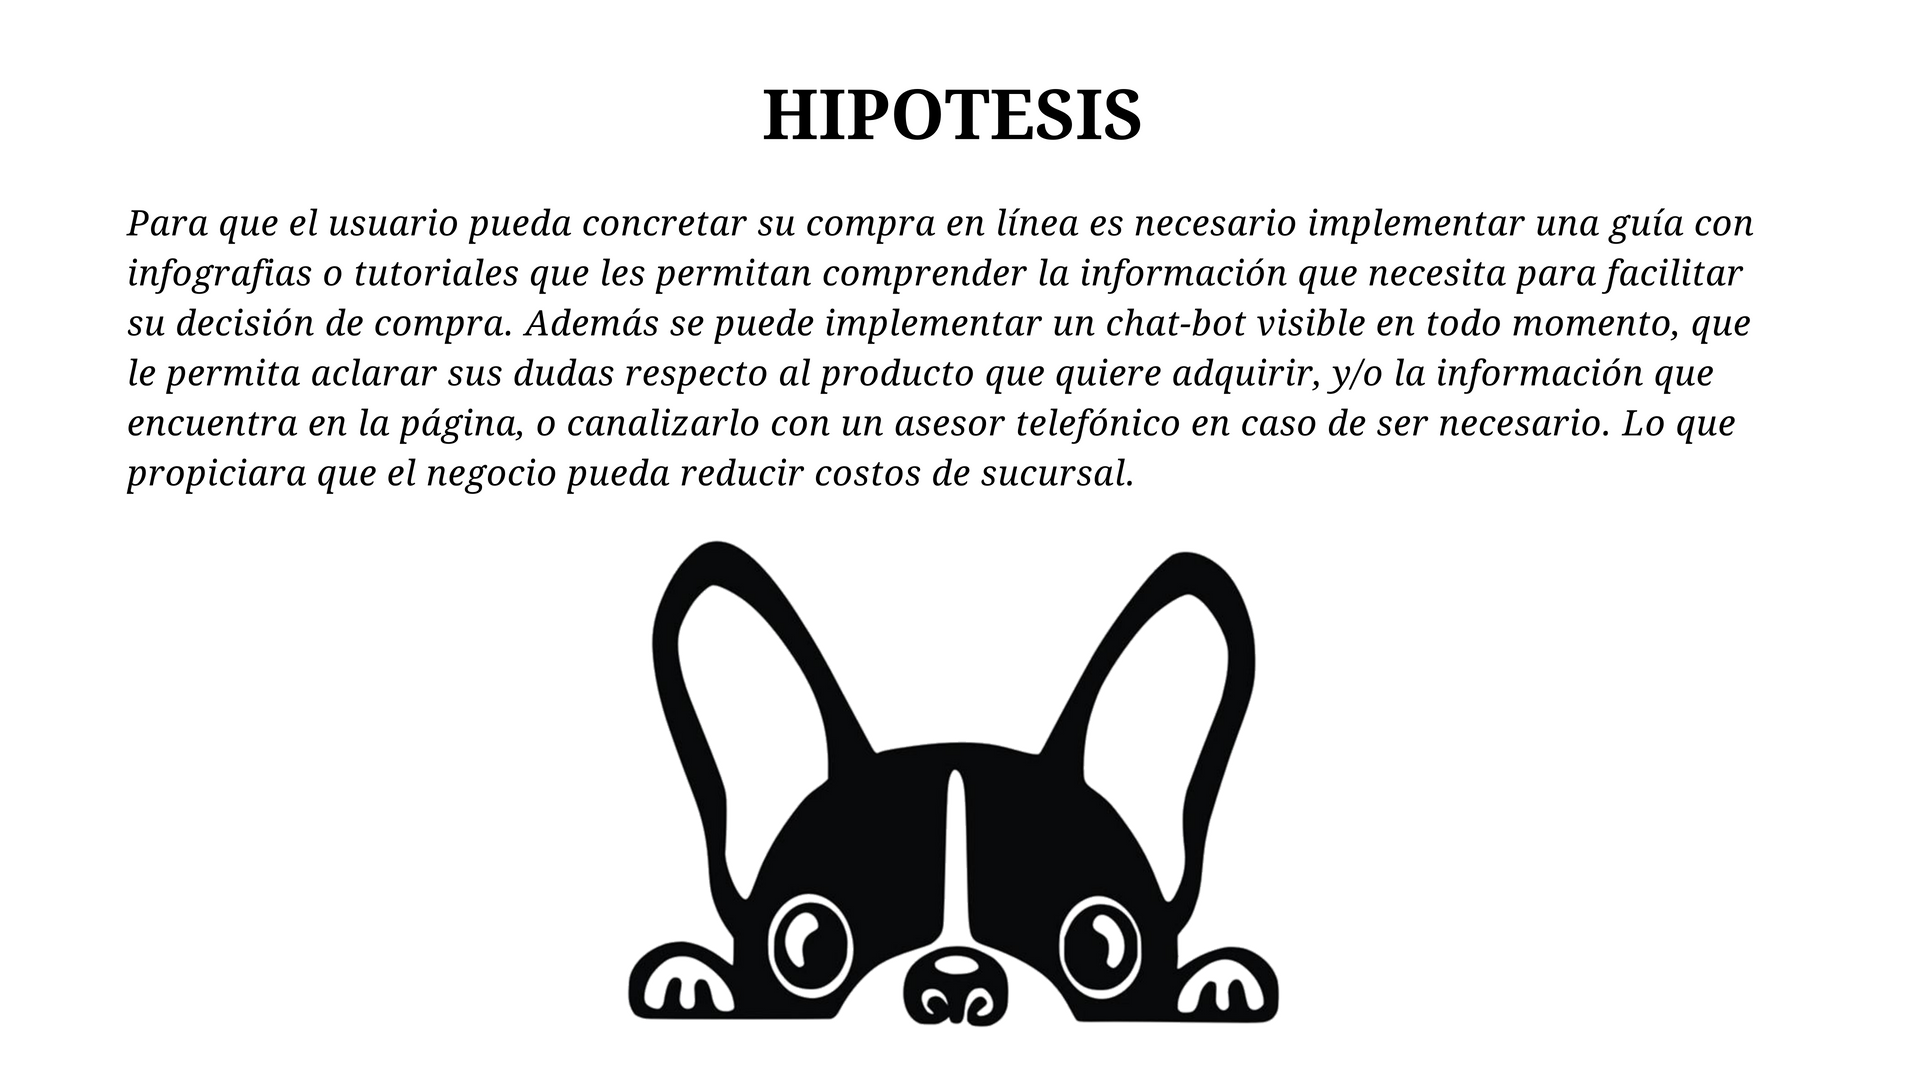 HIPOTESIS
Para que el usuario pueda concretar su compra en línea es necesario implementar una guía con
infografias o tutoriales que les permitan comprender la información que necesita para facilitar
su decisión de compra. Además se puede implementar un chat-bot visible en todo momento, que
le permita aclarar sus dudas respecto al producto que quiere adquirir, y/o la información que
encuentra en la página, o canalizarlo con un asesor telefónico en caso de ser necesario. Lo que
propiciara que el negocio pueda reducir costos de sucursal.